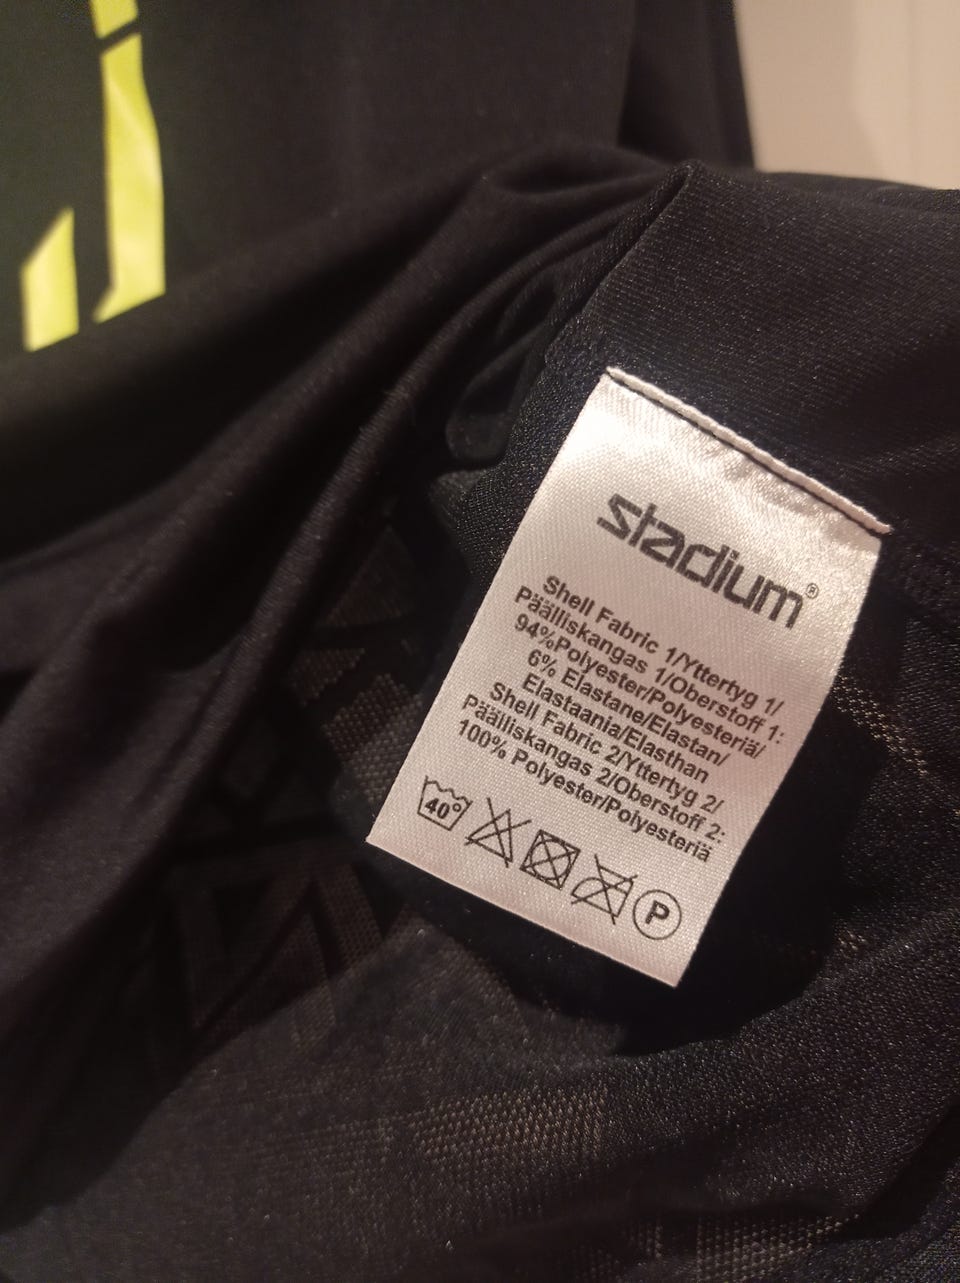 stadium®
Shell Fabric 1/Yttertyg 1/
Päälliskangas 1/Oberstoff 1:
94%Polyester/Polyesteriä/
6% Elastane/Elastan/
Elastaania/Elasthan
Shell Fabric 2/Yttertyg 2/
Päälliskangas 2/Oberstoff 2:
100% Polyester/Polyesteriä
40°
P